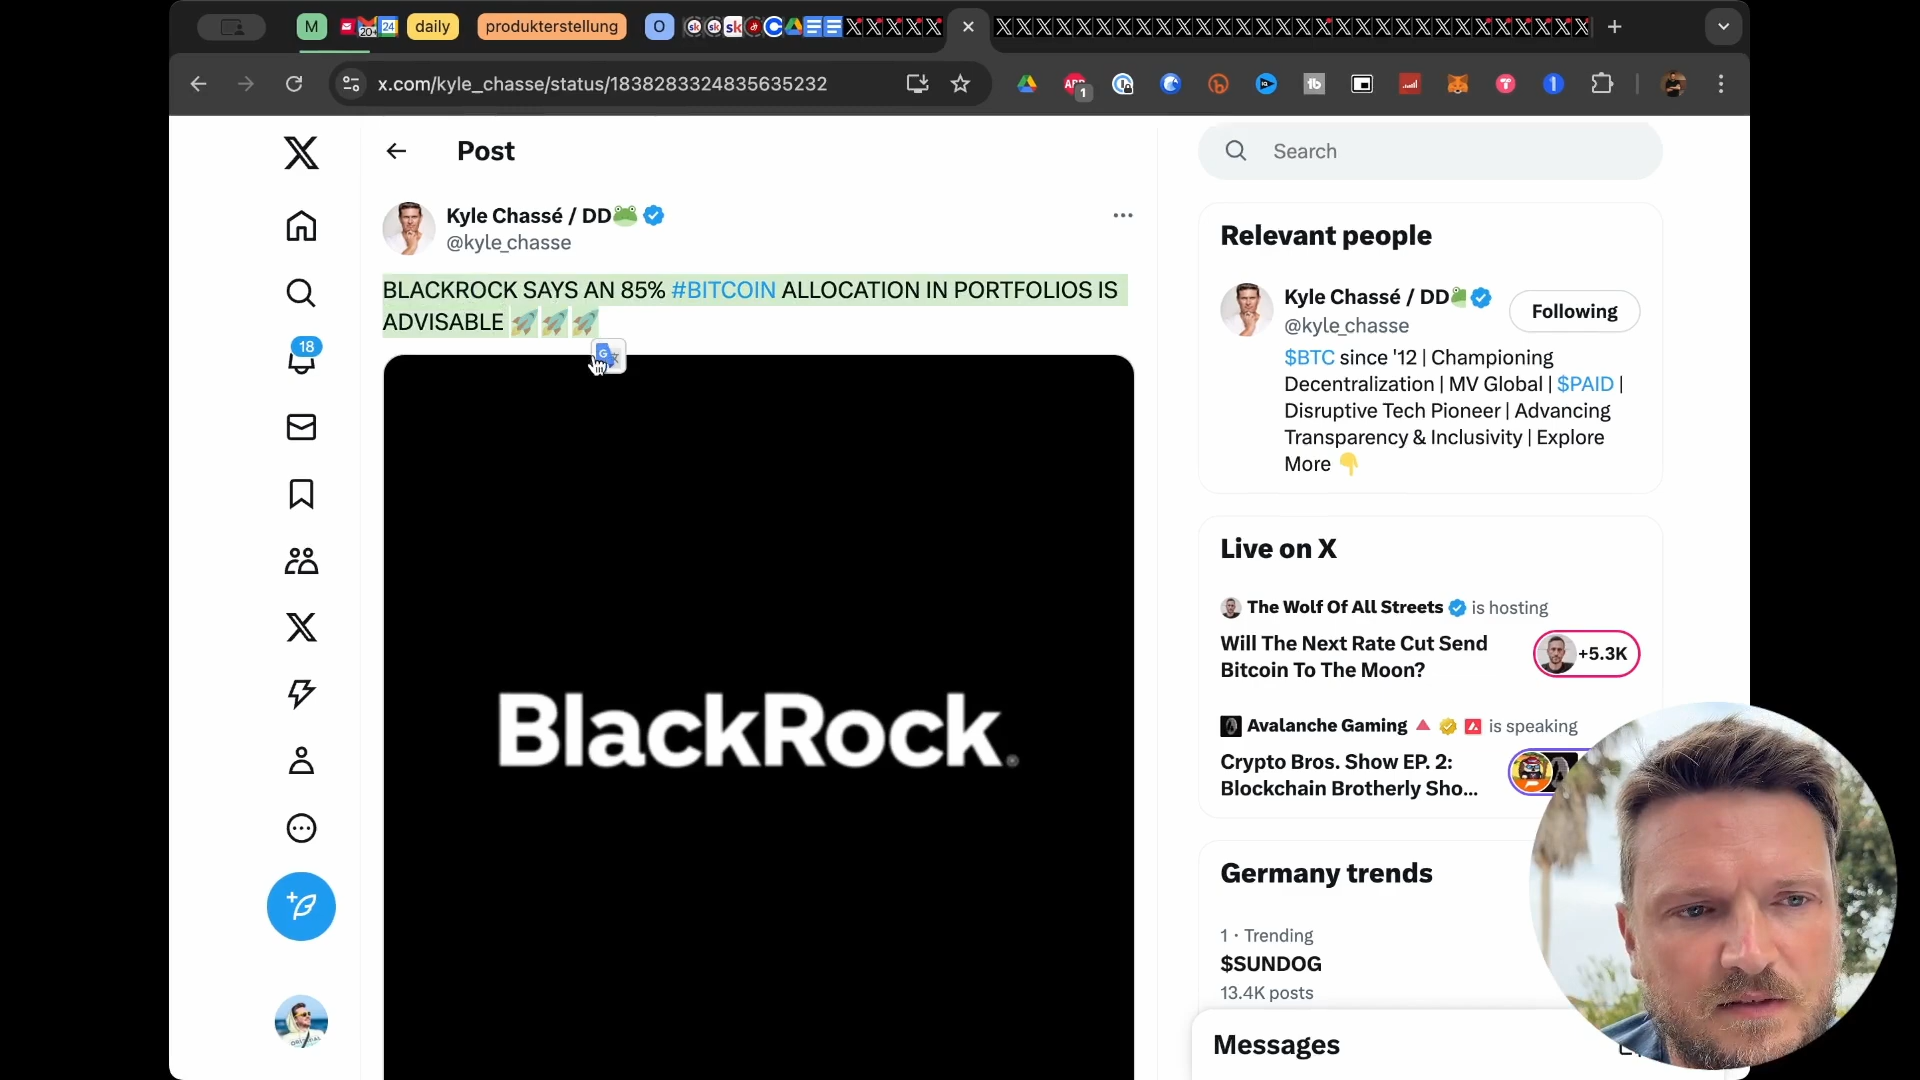 M
20+
24
daily
produkterstellung
O
x.com/kyle_chasse/status/1838283324835635232
1
Post
Search
Kyle Chassé / DD🐸
@kyle_chasse
BLACKROCK SAYS AN 85% #BITCOIN ALLOCATION IN PORTFOLIOS IS
ADVISABLE 🚀🚀🚀
BlackRock.
18
Relevant people
Kyle Chassé / DD🐸
@kyle_chasse
Following
$BTC since '12 | Championing
Decentralization | MV Global | $PAID |
Disruptive Tech Pioneer | Advancing
Transparency & Inclusivity | Explore
More 👇
Live on X
The Wolf Of All Streets is hosting
Will The Next Rate Cut Send
Bitcoin To The Moon?
+5.3K
Avalanche Gaming 🔺 is speaking
Crypto Bros. Show EP. 2:
Blockchain Brotherly Sho...
Germany trends
1 · Trending
$SUNDOG
13.4K posts
Messages